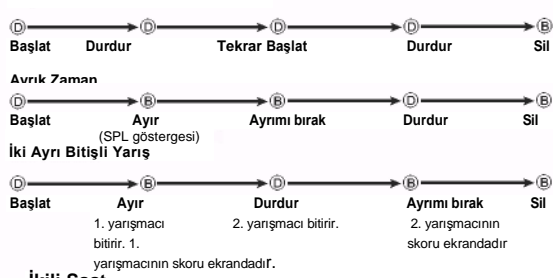 D D D D B
Başlat Durdur Tekrar Başlat Durdur Sil
Ayrık Zaman
D B B D B
Başlat Ayır Ayrımı bırak Durdur Sil
(SPL göstergesi)
İki Ayrı Bitişli Yarış
D B D B B
Başlat Ayır Durdur Ayrımı bırak Sil
1. yarışmacı 2. yarışmacı bitirir. 2. yarışmacının
bitirir. 1. skoru ekrandadır
yarışmacının skoru ekrandadır.
İkili Saat